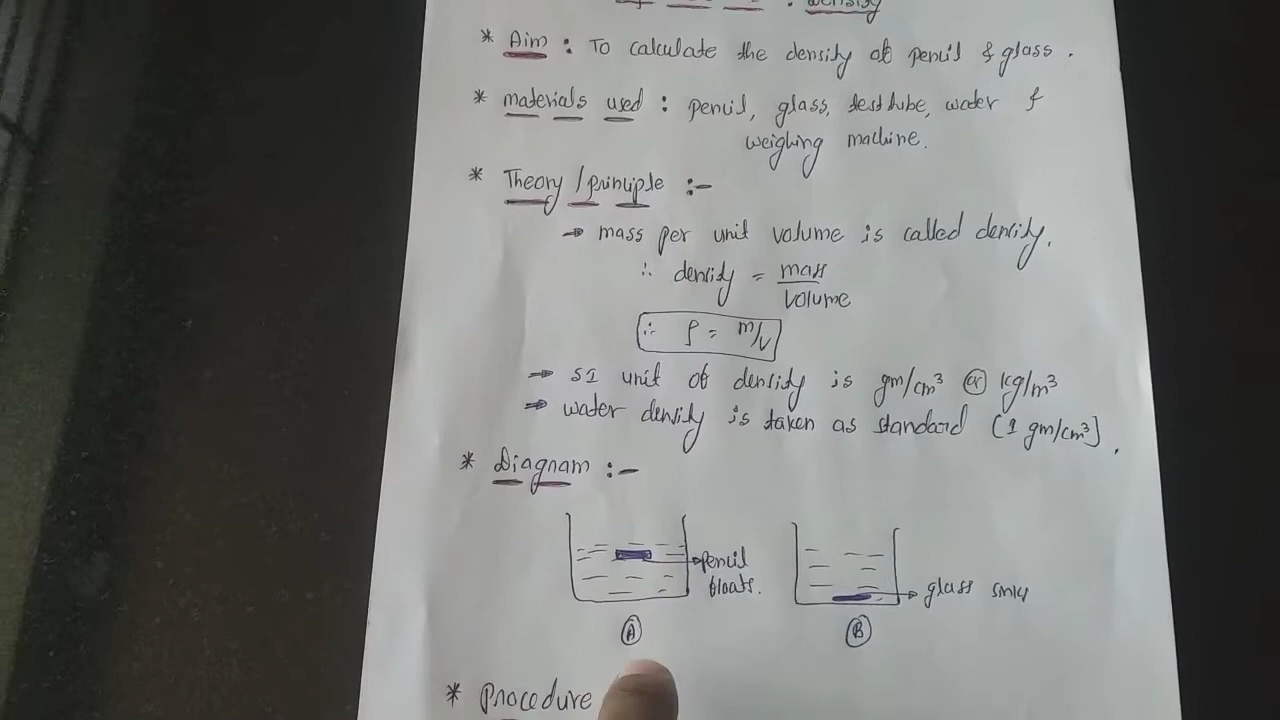 : Density
* Aim : To calculate the density of pencil & glass .
* materials used : pencil, glass, test tube, water &
weighing machine.
* Theory / principle :-
→ mass per unit volume is called density.
∴ density = mass
volume
∴ ρ = m/v
→ SI unit of density is gm/cm³ or kg/m³
→ water density is taken as standard (1 gm/cm³).
* Diagram :-
→ pencil
floats.
→ glass sinks
A
B
* Procedure